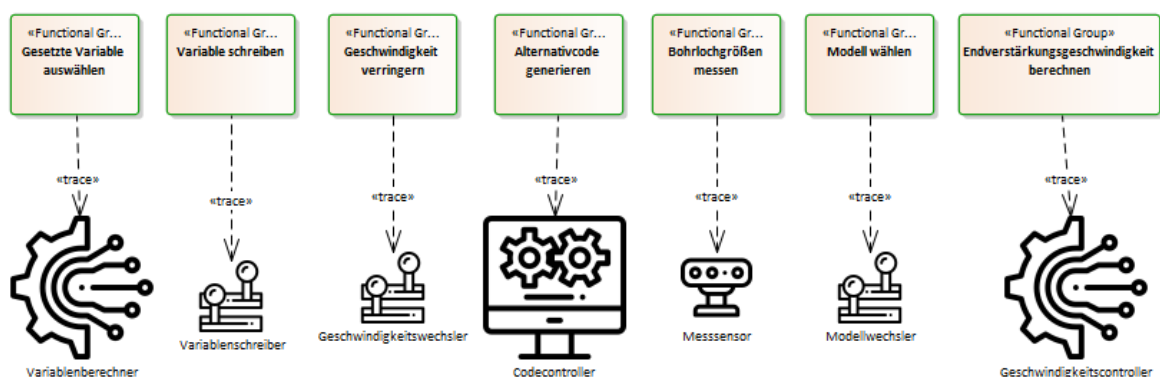 «Functional Gr...
Gesetzte Variable
auswählen
«Functional Gr...
Variable schreiben
«Functional Gr...
Geschwindigkeit
verringern
«Functional Gr...
Alternativcode
generieren
«Functional Gr...
Bohrlochgrößen
messen
«Functional Gr...
Modell wählen
«Functional Group»
Endverstärkungsgeschwindigkeit
berechnen
«trace»
«trace»
«trace»
«trace»
«trace»
«trace»
«trace»
Variablenberechner
Variablenschreiber
Geschwindigkeitswechsler
Codecontroller
Messsensor
Modellwechsler
Geschwindigkeitscontroller